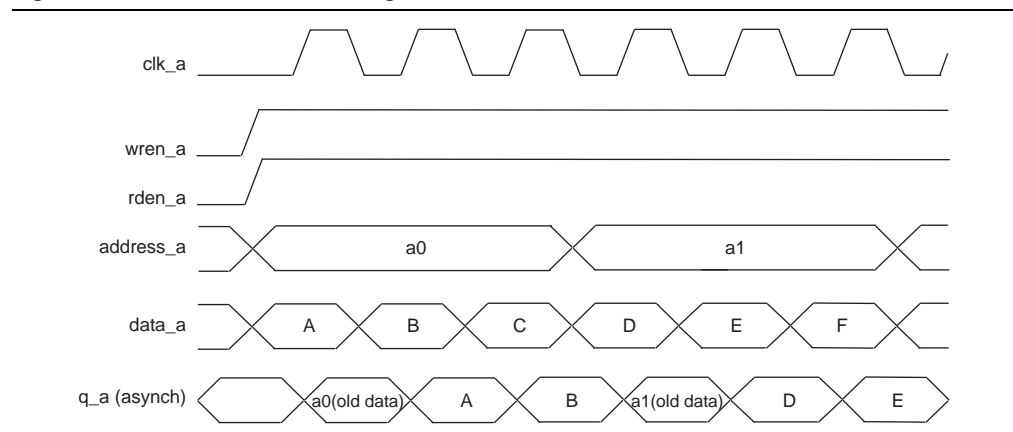 clk_a
wren_a
rden_a
address_a a0 a1
data_a A B C D E F
q_a (asynch) a0(old data) A B a1(old data) D E